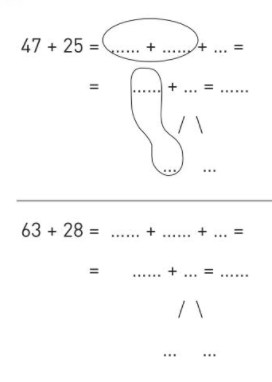 47 + 25 = ...... + ...... + ... =
= ...... + ... = ......
/ \
... ...
63 + 28 = ...... + ...... + ... =
= ...... + ... = ......
/ \
... ...